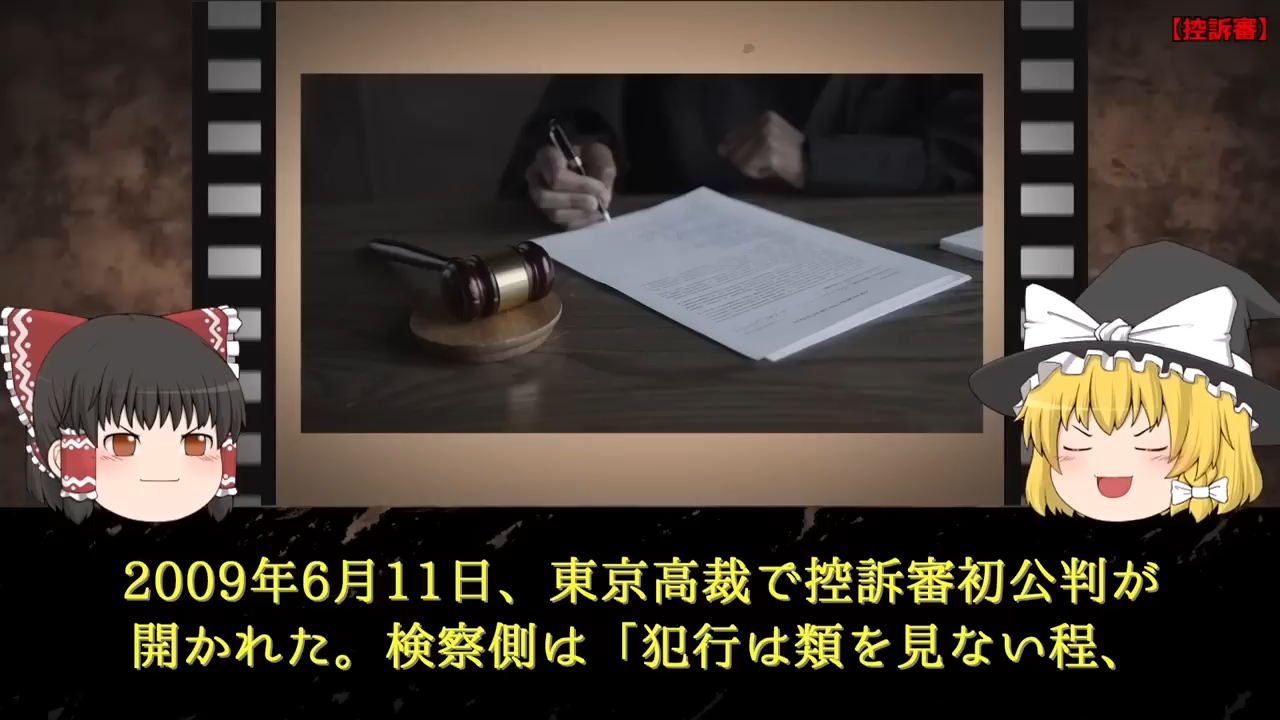 【控訴審】
2009年6月11日、東京高裁で控訴審初公判が
開かれた。検察側は「犯行は類を見ない程、